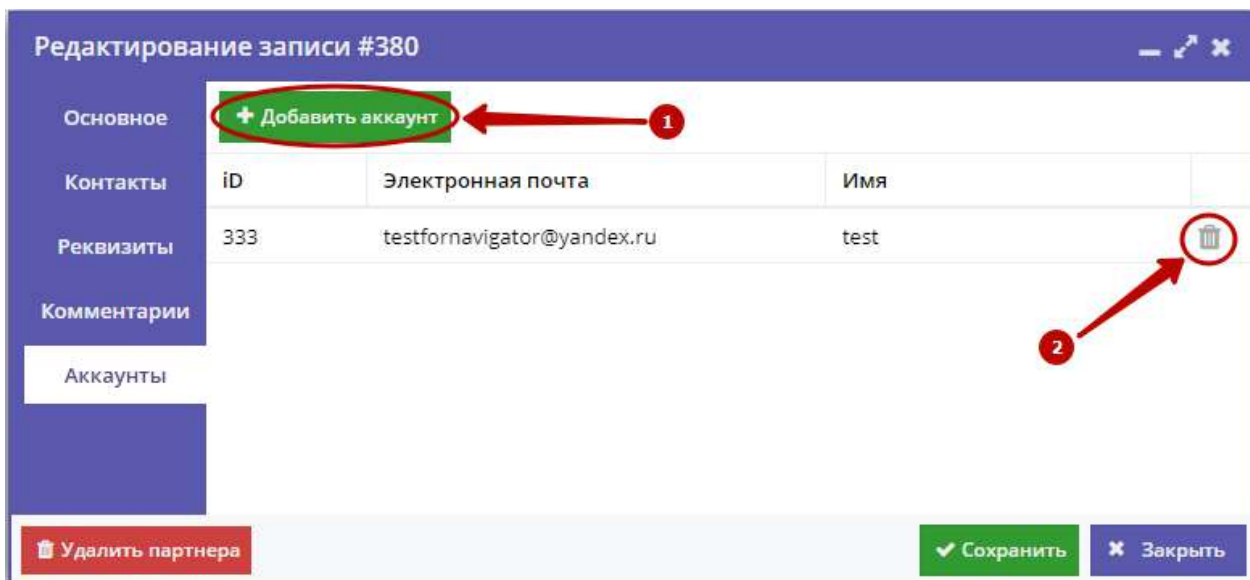 Редактирование записи #380
Основное
Добавить аккаунт
1
Контакты
iD Электронная почта Имя
Реквизиты
333 testfornavigator@yandex.ru test
Комментарии
2
Аккаунты
Удалить партнера
Сохранить
Закрыть